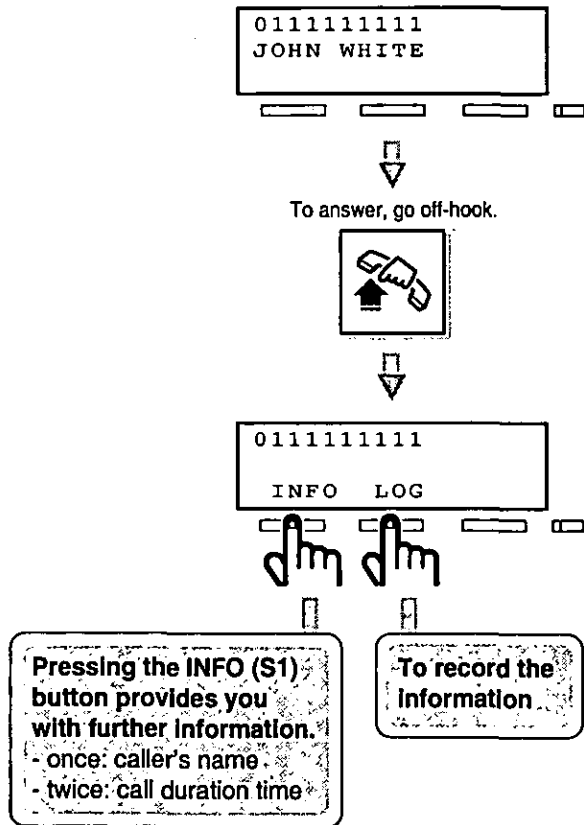 0111111111
JOHN WHITE
To answer, go off-hook.
0111111111
INFO LOG
Pressing the INFO (S1)
button provides you
with further information.
- once: caller's name
- twice: call duration time
To record the
information